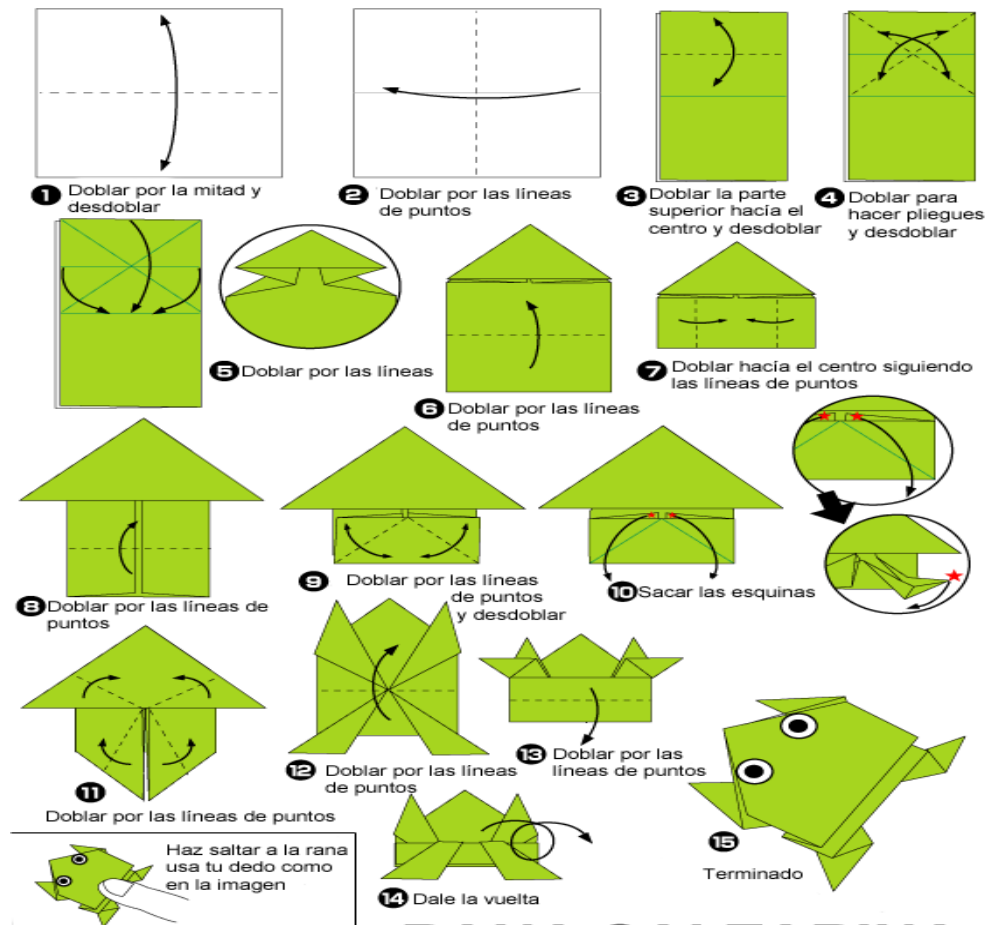 1 Doblar por la mitad y
desdoblar
2 Doblar por las líneas
de puntos
3 Doblar la parte
superior hacía el
centro y desdoblar
4 Doblar para
hacer pliegues
y desdoblar
5 Doblar por las líneas
6 Doblar por las líneas
de puntos
7 Doblar hacía el centro siguiendo
las líneas de puntos
8 Doblar por las líneas de
puntos
9 Doblar por las líneas
de puntos
y desdoblar
10 Sacar las esquinas
11
Doblar por las líneas de puntos
12 Doblar por las líneas
de puntos
13 Doblar por las
líneas de puntos
14 Dale la vuelta
15
Terminado
Haz saltar a la rana
usa tu dedo como
en la imagen